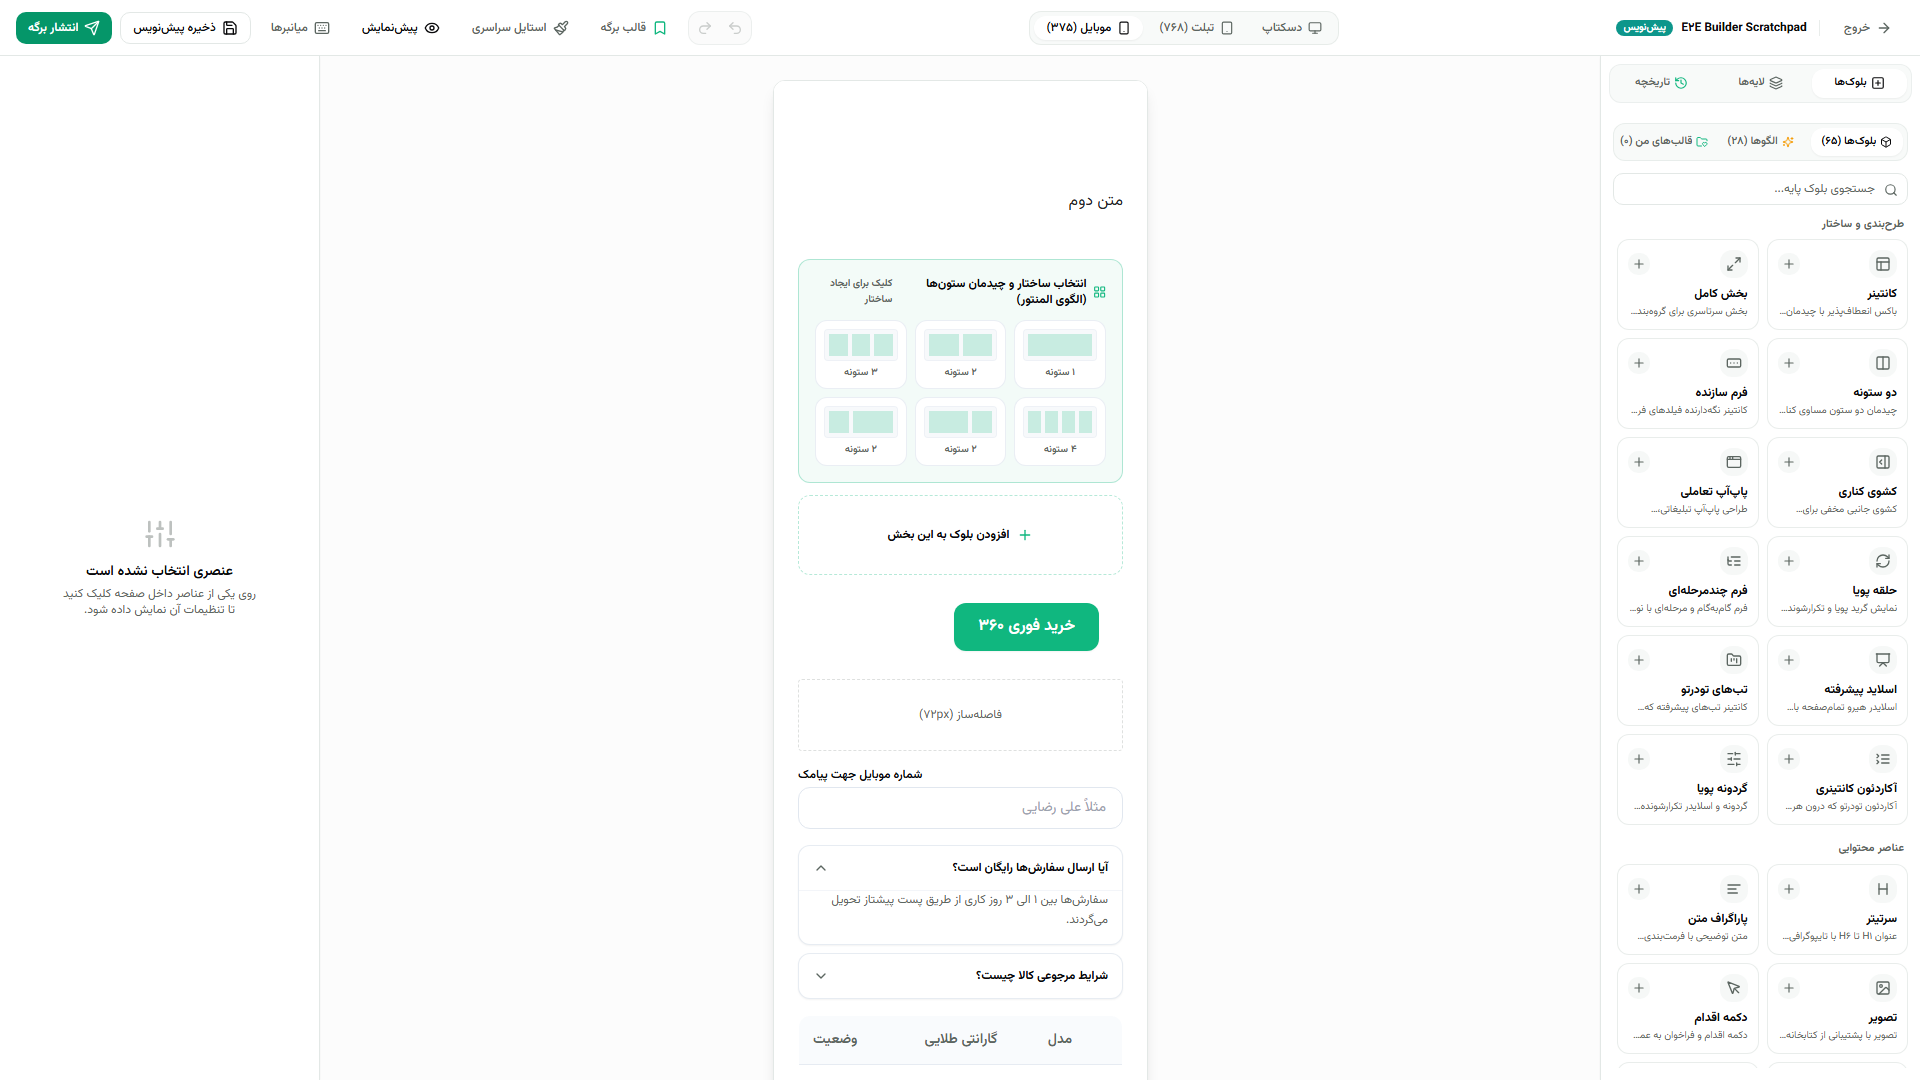 خروج
E2E Builder Scratchpad
پیش‌نویس
دسکتاپ
تبلت (۷۶۸)
موبایل (۳۷۵)
قالب برگه
استایل سراسری
پیش‌نمایش
میانبرها
ذخیره پیش‌نویس
انتشار برگه
بلوک‌ها
لایه‌ها
تاریخچه
بلوک‌ها (۶۵)
الگوها (۲۸)
قالب‌های من (۰)
جستجوی بلوک پایه...
طرح‌بندی و ساختار
کانتینر
باکس انعطاف‌پذیر با چیدمان...
بخش کامل
بخش سرتاسری برای گروه‌بند...
دو ستونه
چیدمان دو ستون مساوی کنا...
فرم سازنده
کانتینر نگه‌دارنده فیلدهای فر...
کشوی کناری
کشوی جانبی مخفی برای...
پاپ‌آپ تعاملی
طراحی پاپ‌آپ تبلیغاتی،...
حلقه پویا
نمایش گرید پویا و تکرارشوند...
فرم چندمرحله‌ای
فرم گام‌به‌گام و مرحله‌ای با نو...
اسلاید پیشرفته
اسلایدر هیرو تمام‌صفحه با...
تب‌های تودرتو
کانتینر تب‌های پیشرفته که...
آکاردئون کانتینری
آکاردئون تودرتو که درون هر...
گردونه پویا
گردونه و اسلایدر تکرارشونده...
عناصر محتوایی
سرتیتر
عنوان H1 تا H6 با تایپوگرافی...
پاراگراف متن
متن توضیحی با فرمت‌بندی...
تصویر
تصویر با پشتیبانی از کتابخانه...
دکمه اقدام
دکمه اقدام و فراخوان به عم...
متن دوم
انتخاب ساختار و چیدمان ستون‌ها
(الگوی المنتور)
کلیک برای ایجاد
ساختار
۱ ستونه
۲ ستونه
۳ ستونه
۴ ستونه
۲ ستونه
۲ ستونه
افزودن بلوک به این بخش
خرید فوری ۳۶۰
فاصله‌ساز (۷۲px)
شماره موبایل جهت پیامک
مثلاً علی رضایی
آیا ارسال سفارش‌ها رایگان است؟
سفارش‌ها بین ۱ الی ۳ روز کاری از طریق پست پیشتاز تحویل
می‌گردند.
شرایط مرجوعی کالا چیست؟
مدل
گارانتی طلایی
وضعیت
عنصری انتخاب نشده است
روی یکی از عناصر داخل صفحه کلیک کنید
تا تنظیمات آن نمایش داده شود.